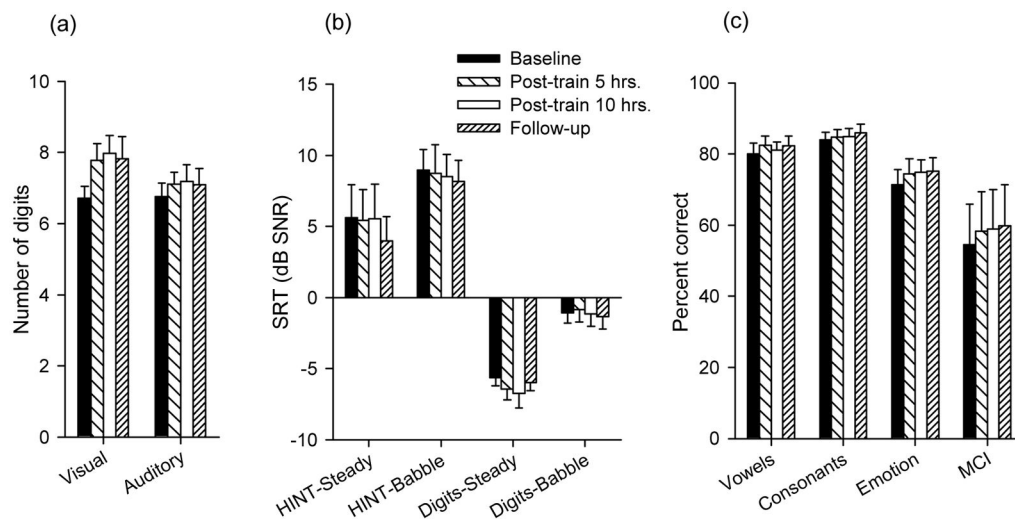 (a)
Number of digits
10
8
6
4
2
0
Visual
Auditory
(b)
Baseline
Post-train 5 hrs.
Post-train 10 hrs.
Follow-up
SRT (dB SNR)
15
10
5
0
-5
-10
HINT-Steady
HINT-Babble
Digits-Steady
Digits-Babble
(c)
Percent correct
100
80
60
40
20
0
Vowels
Consonants
Emotion
MCI